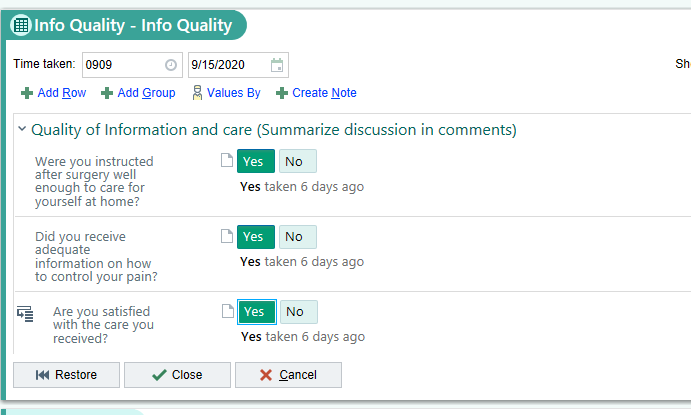 Info Quality - Info Quality
Time taken: 0909 9/15/2020 Sh
Add Row Add Group Values By Create Note
Quality of Information and care (Summarize discussion in comments)
Were you instructed
after surgery well
enough to care for
yourself at home?
Yes No
Yes taken 6 days ago
Did you receive
adequate
information on how
to control your pain?
Yes No
Yes taken 6 days ago
Are you satisfied
with the care you
received?
Yes No
Yes taken 6 days ago
Restore Close Cancel